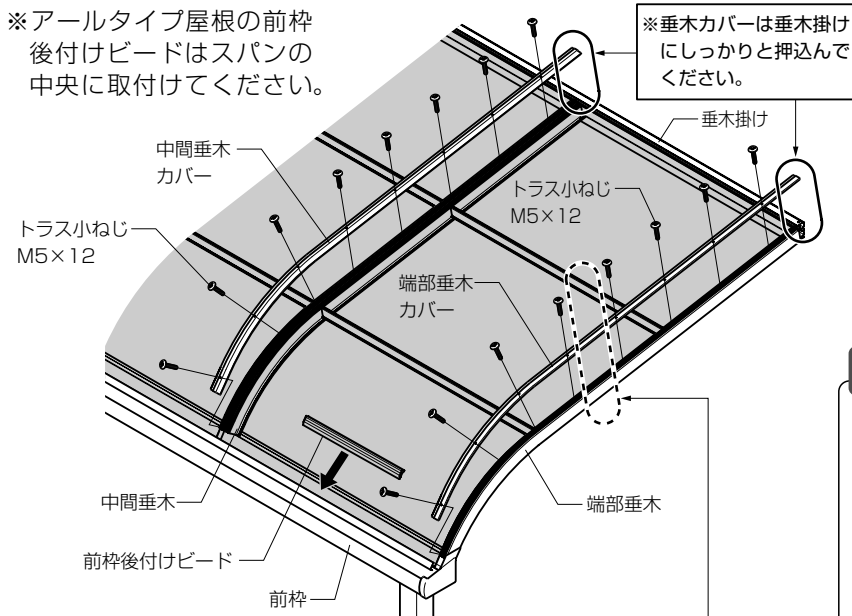 ※アールタイプ屋根の前枠
後付けビードはスパンの
中央に取付けてください。
※垂木カバーは垂木掛け
にしっかりと押込んで
ください。
垂木掛け
中間垂木
カバー
トラス小ねじ
M5×12
トラス小ねじ
M5×12
端部垂木
カバー
中間垂木
端部垂木
前枠後付けビード
前枠